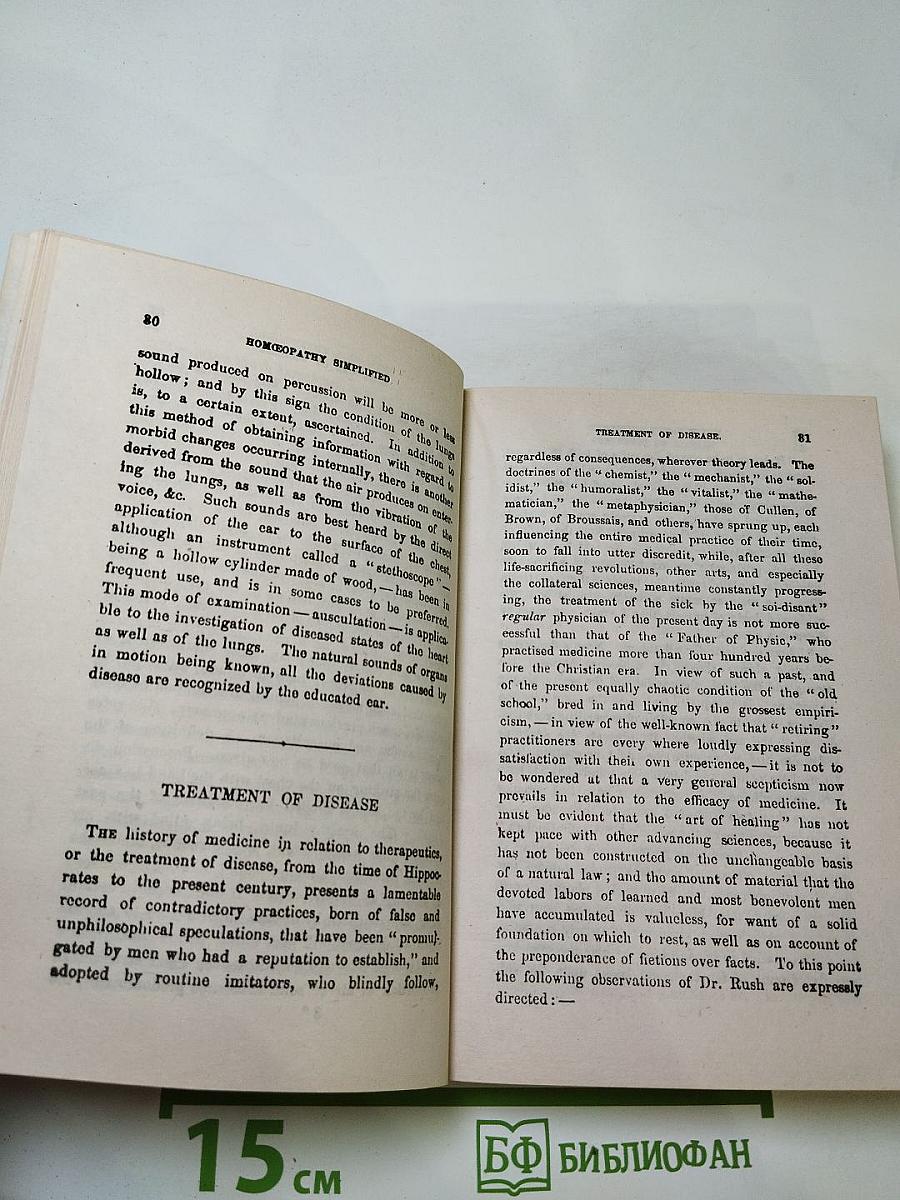 80
HOMŒOPATHY SIMPLIFIED
sound produced on percussion will be more or less
hollow; and by this sign the condition of the lungs
is, to a certain extent, ascertained. In addition to
this method of obtaining information with regard to
morbid changes occurring internally, there is another
derived from the sound that the air produces on enter-
ing the lungs, as well as from the vibration of the
voice, &c. Such sounds are best heard by the direct
application of the ear to the surface of the chest,
although an instrument called a “stethoscope”—
being a hollow cylinder made of wood,—has been in
frequent use, and is in some cases to be preferred.
This mode of examination—auscultation—is applica-
ble to the investigation of diseased states of the heart
as well as of the lungs. The natural sounds of organs
in motion being known, all the deviations caused by
disease are recognized by the educated ear.
TREATMENT OF DISEASE
THE history of medicine in relation to therapeutics,
or the treatment of disease, from the time of Hippoc-
rates to the present century, presents a lamentable
record of contradictory practices, born of false and
unphilosophical speculations, that have been “promul-
gated by men who had a reputation to establish,” and
adopted by routine imitators, who blindly follow,
TREATMENT OF DISEASE.
81
regardless of consequences, wherever theory leads. The
doctrines of the “chemist,” the “mechanist,” the “sol-
idist,” the “humoralist,” the “vitalist,” the “mathe-
matician,” the “metaphysician,” those of Cullen, of
Brown, of Broussais, and others, have sprung up, each
influencing the entire medical practice of their time,
soon to fall into utter discredit, while, after all these
life-sacrificing revolutions, other arts, and especially
the collateral sciences, meantime constantly progress-
ing, the treatment of the sick by the “soi-disant”
regular physician of the present day is not more suc-
cessful than that of the “Father of Physic,” who
practised medicine more than four hundred years be-
fore the Christian era. In view of such a past, and
of the present equally chaotic condition of the “old
school,” bred in and living by the grossest empiri-
cism,—in view of the well-known fact that “retiring”
practitioners are every where loudly expressing dis-
satisfaction with their own experience,—it is not to
be wondered at that a very general scepticism now
prevails in relation to the efficacy of medicine. It
must be evident that the “art of healing” has not
kept pace with other advancing sciences, because it
has not been constructed on the unchangeable basis
of a natural law; and the amount of material that the
devoted labors of learned and most benevolent men
have accumulated is valueless, for want of a solid
foundation on which to rest, as well as on account of
the preponderance of fictions over facts. To this point
the following observations of Dr. Rush are expressly
directed:—
15 см
БФ БИБЛИОФАН